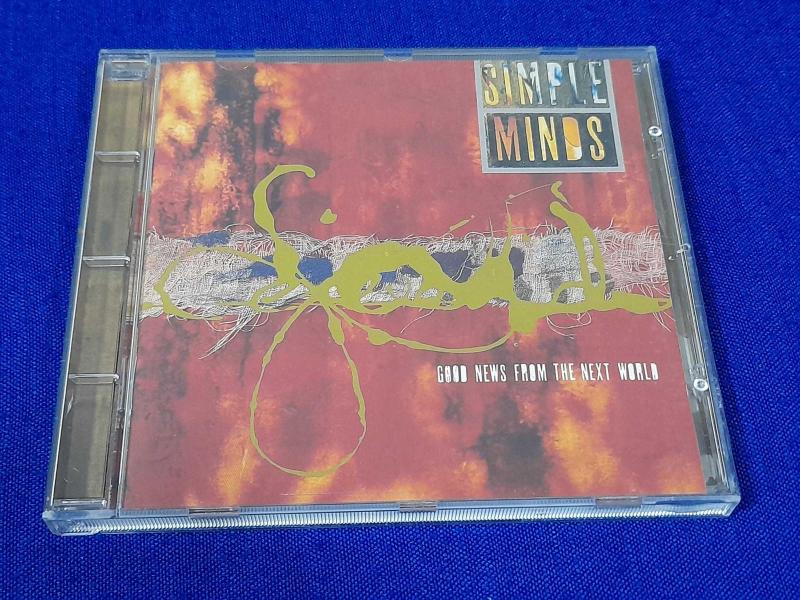 SIMPLE
MINDS
GOOD NEWS FROM THE NEXT WORLD